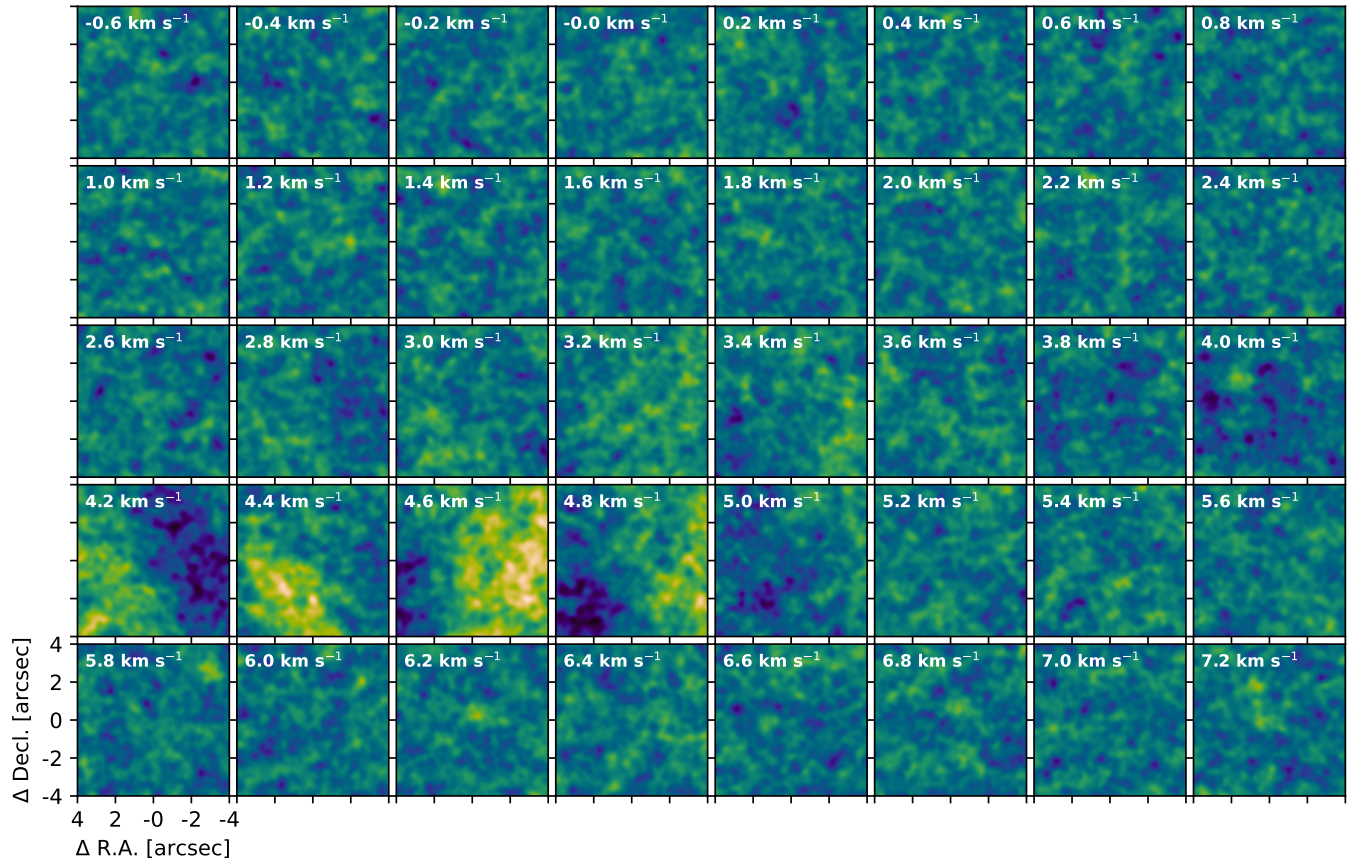 -0.6 km s⁻¹ -0.4 km s⁻¹ -0.2 km s⁻¹ -0.0 km s⁻¹ 0.2 km s⁻¹ 0.4 km s⁻¹ 0.6 km s⁻¹ 0.8 km s⁻¹
1.0 km s⁻¹ 1.2 km s⁻¹ 1.4 km s⁻¹ 1.6 km s⁻¹ 1.8 km s⁻¹ 2.0 km s⁻¹ 2.2 km s⁻¹ 2.4 km s⁻¹
2.6 km s⁻¹ 2.8 km s⁻¹ 3.0 km s⁻¹ 3.2 km s⁻¹ 3.4 km s⁻¹ 3.6 km s⁻¹ 3.8 km s⁻¹ 4.0 km s⁻¹
4.2 km s⁻¹ 4.4 km s⁻¹ 4.6 km s⁻¹ 4.8 km s⁻¹ 5.0 km s⁻¹ 5.2 km s⁻¹ 5.4 km s⁻¹ 5.6 km s⁻¹
5.8 km s⁻¹ 6.0 km s⁻¹ 6.2 km s⁻¹ 6.4 km s⁻¹ 6.6 km s⁻¹ 6.8 km s⁻¹ 7.0 km s⁻¹ 7.2 km s⁻¹
Δ Decl. [arcsec]
4
2
0
-2
-4
4 2 -0 -2 -4
Δ R.A. [arcsec]